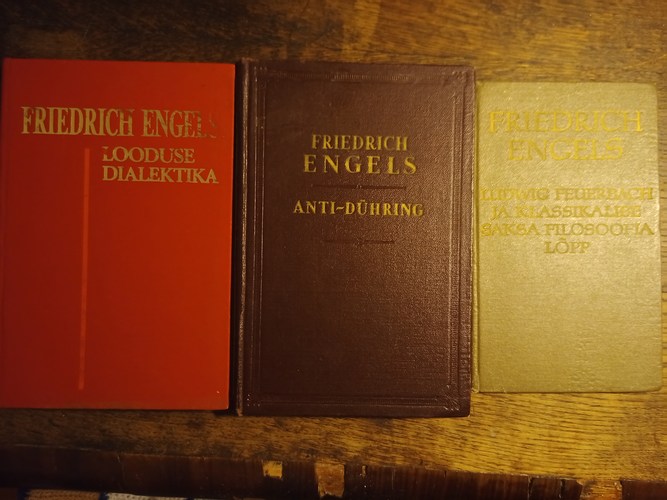 FRIEDRICH ENGELS
LOODUSE
DIALEKTIKA
FRIEDRICH
ENGELS
ANTI-DÜHRING
FRIEDRICH
ENGELS
LUDWIG FEUERBACH
JA KLASSIKALISE
SAKSA FILOSOOFIA
LÕPP